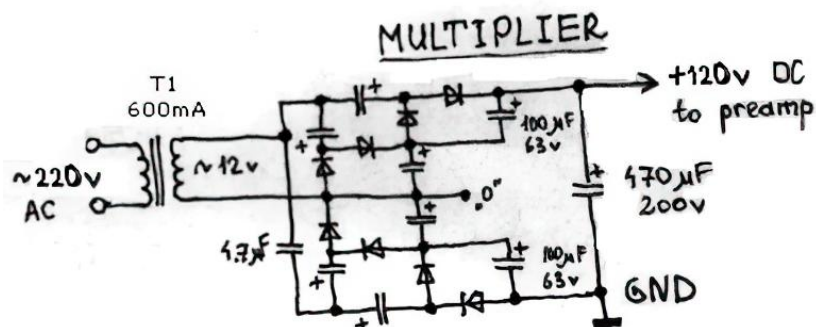 MULTIPLIER
T1
600mA
~220v
AC
~12v
+120v DC
to preamp
100µF
63v
"0"
470µF
200v
4.7µF
100µF
63v
GND